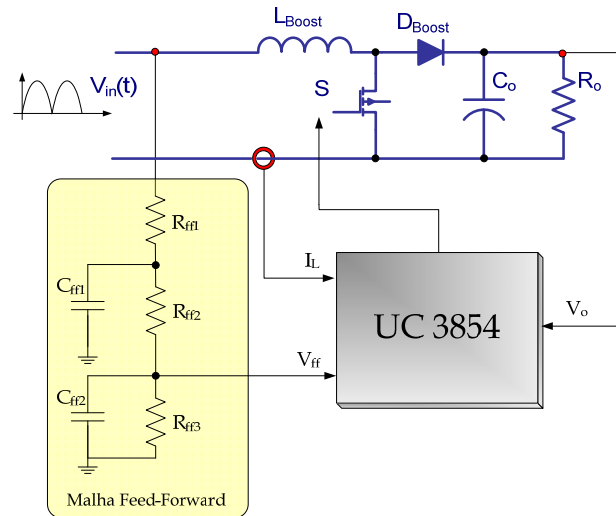 L_Boost
D_Boost
V_in(t)
S
C_o
R_o
R_ff1
C_ff1
I_L
R_ff2
UC 3854
V_o
V_ff
C_ff2
R_ff3
Malha Feed-Forward